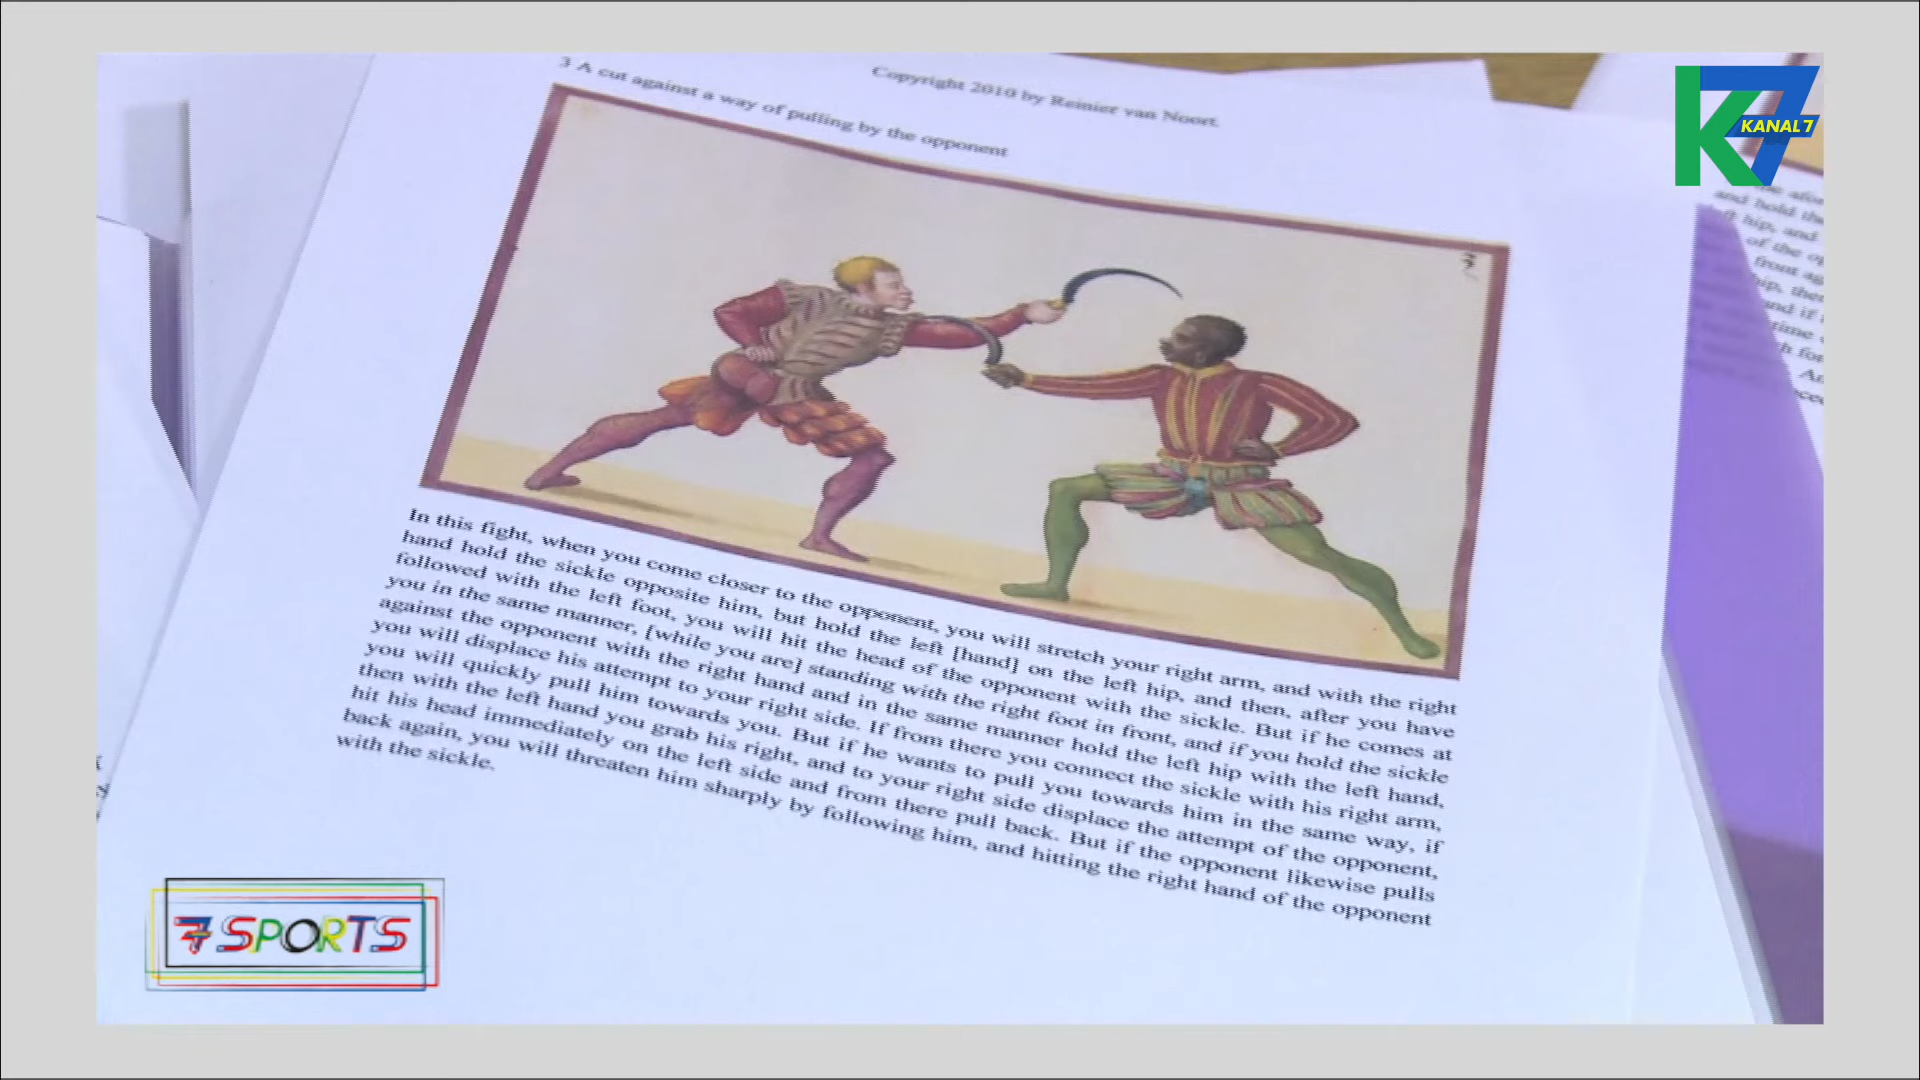 Copyright 2010 by Reinier van Noort.
3 A cut against a way of pulling by the opponent
K7
KANAL 7
In this fight, when you come closer to the opponent, you will stretch your right arm, and with the right
hand hold the sickle opposite him, but hold the left [hand] on the left hip, and then, after you have
followed with the left foot, you will hit the head of the opponent with the sickle. But if he comes at
you in the same manner, [while you are] standing with the right foot in front, and if you hold the sickle
against the opponent with the right hand and in the same manner hold the left hip with the left hand,
you will displace his attempt to your right side. If from there you connect the sickle with his right arm,
you will quickly pull him towards you. But if he wants to pull you towards him in the same way, if
then with the left hand you grab his right, and to your right side displace the attempt of the opponent,
hit his head immediately on the left side and from there pull back. But if the opponent likewise pulls
back again, you will threaten him sharply by following him, and hitting the right hand of the opponent
with the sickle.
and hold
hip, and
of the
front
time
7 SPORTS